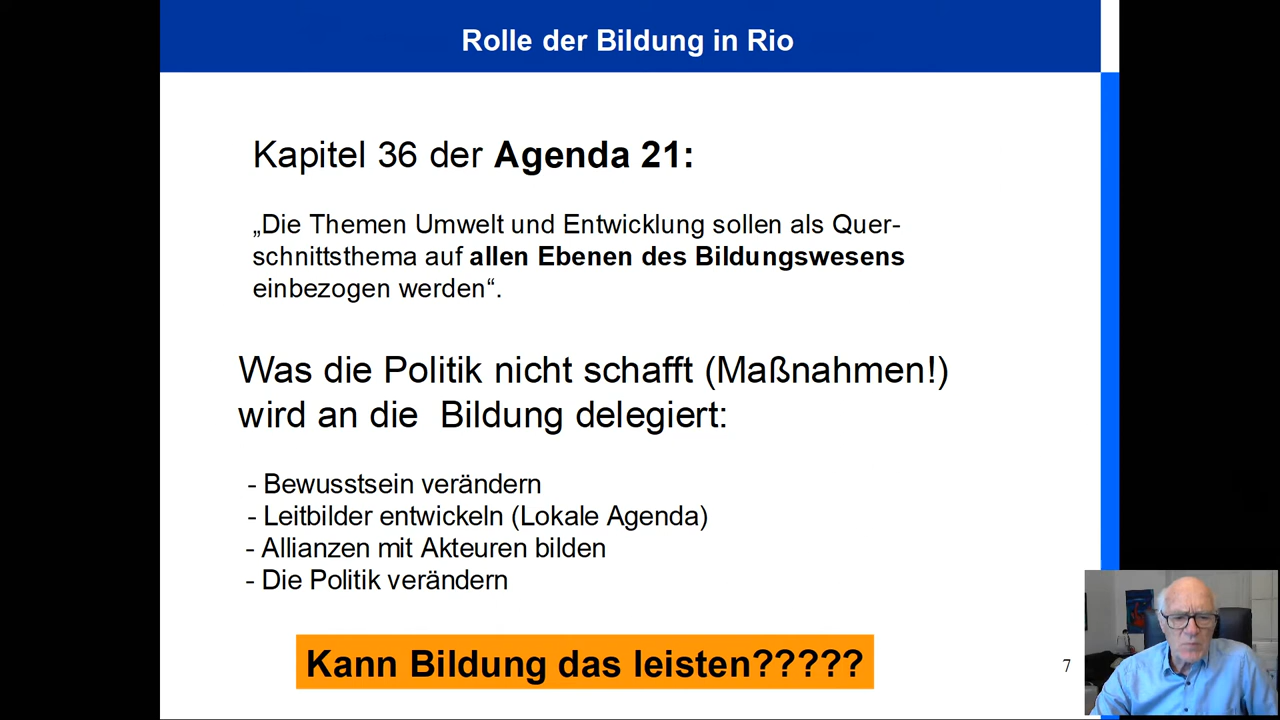 Rolle der Bildung in Rio
Kapitel 36 der Agenda 21:
„Die Themen Umwelt und Entwicklung sollen als Quer-
schnittsthema auf allen Ebenen des Bildungswesens
einbezogen werden“.
Was die Politik nicht schafft (Maßnahmen!)
wird an die Bildung delegiert:
- Bewusstsein verändern
- Leitbilder entwickeln (Lokale Agenda)
- Allianzen mit Akteuren bilden
- Die Politik verändern
Kann Bildung das leisten?????
7